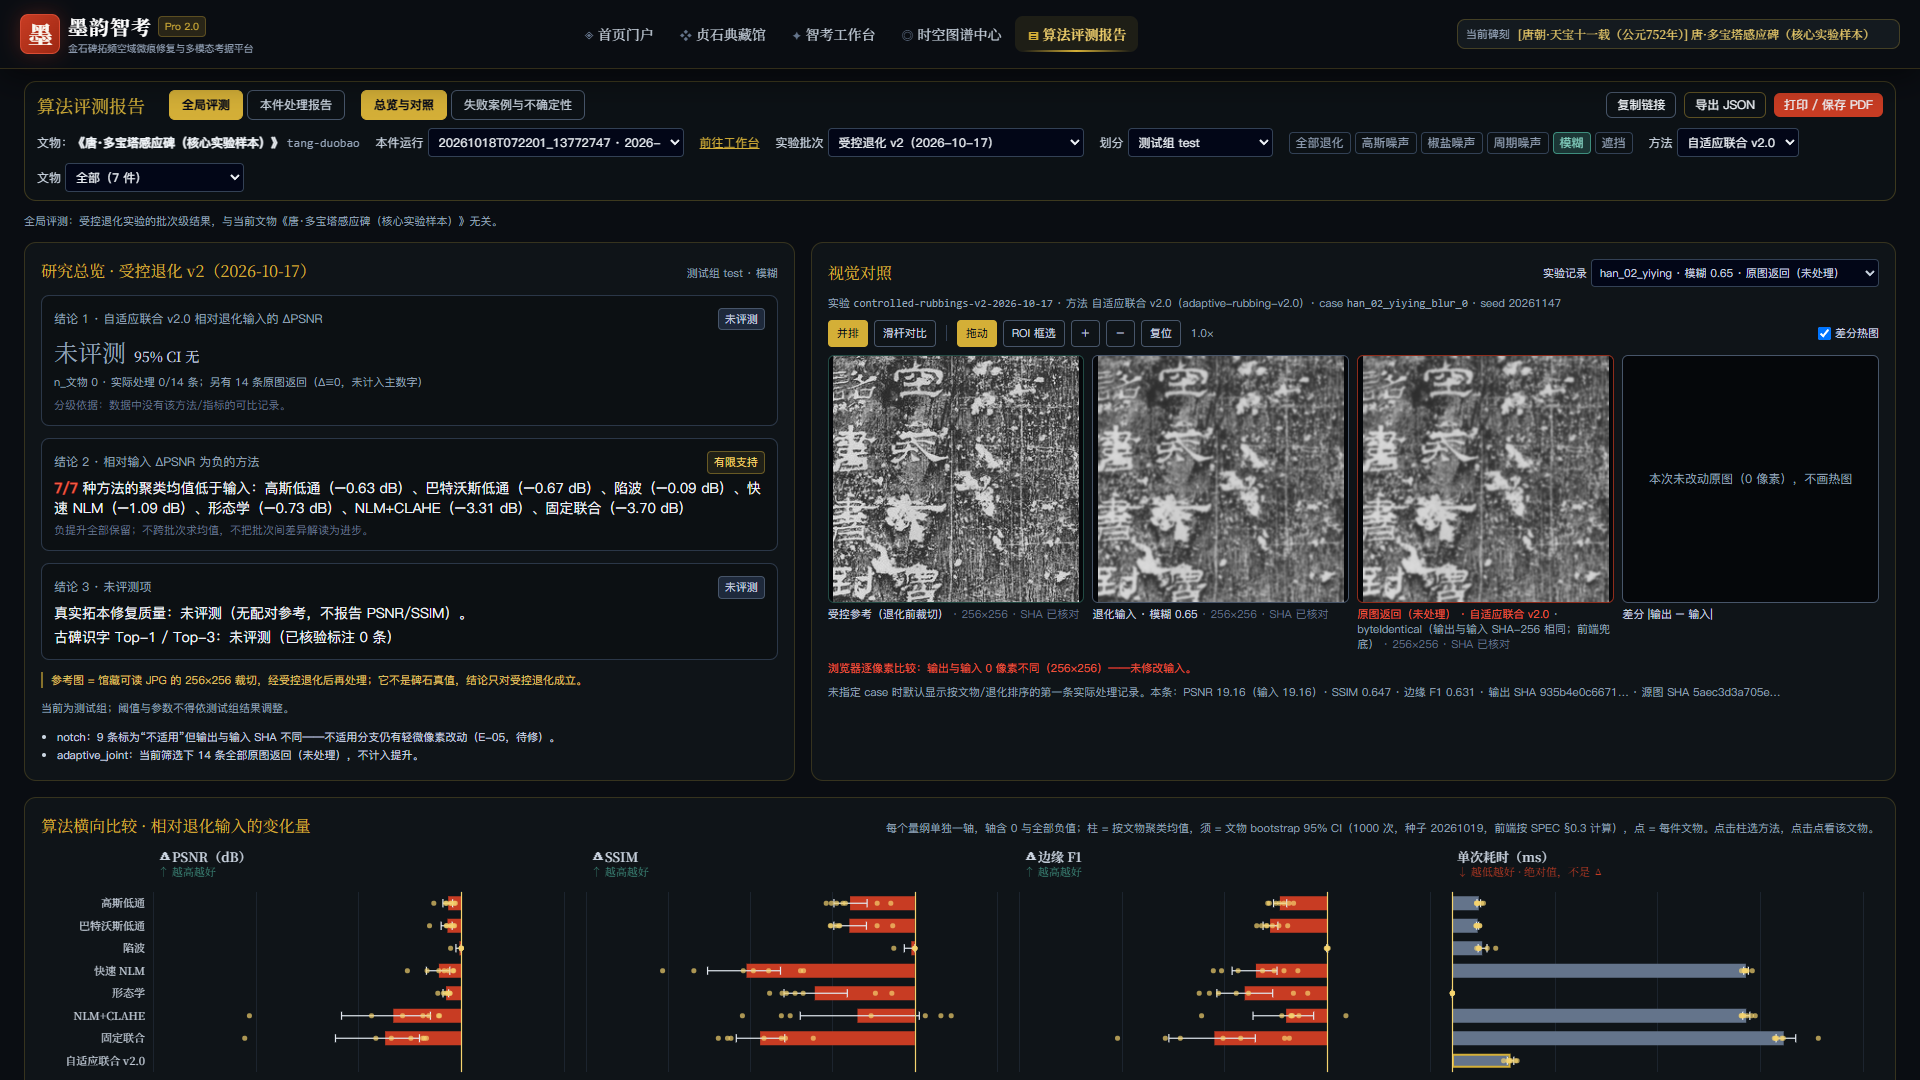 墨 墨韵智考 Pro 2.0
金石碑拓频空域微痕修复与多模态考据平台
首页门户 贞石典藏馆 智考工作台 时空图谱中心 算法评测报告
当前碑刻 [唐朝·天宝十一载（公元752年）] 唐·多宝塔感应碑（核心实验样本）
算法评测报告 全局评测 本件处理报告 总览与对照 失败案例与不确定性 复制链接 导出 JSON 打印 / 保存 PDF
文物： 《唐·多宝塔感应碑（核心实验样本）》 tang-duobao 本件运行 20261018T072201_13772747 · 2026- 前往工作台 实验批次 受控退化 v2（2026-10-17） 划分 测试组 test 全部退化 高斯噪声 椒盐噪声 周期噪声 模糊 遮挡 方法 自适应联合 v2.0
文物 全部（7 件）
全局评测：受控退化实验的批次级结果，与当前文物《唐·多宝塔感应碑（核心实验样本）》无关。
研究总览 · 受控退化 v2（2026-10-17） 测试组 test · 模糊
结论 1 · 自适应联合 v2.0 相对退化输入的 ΔPSNR 未评测
未评测 95% CI 无
n_文物 0 · 实际处理 0/14 条；另有 14 条原图返回（Δ≡0，未计入主数字）
分级依据：数据中没有该方法/指标的可比记录。
结论 2 · 相对输入 ΔPSNR 为负的方法 有限支持
7/7 种方法的聚类均值低于输入：高斯低通（−0.63 dB）、巴特沃斯低通（−0.67 dB）、陷波（−0.09 dB）、快
速 NLM（−1.09 dB）、形态学（−0.73 dB）、NLM+CLAHE（−3.31 dB）、固定联合（−3.70 dB）
负提升全部保留；不跨批次求均值，不把批次间差异解读为进步。
结论 3 · 未评测项 未评测
真实拓本修复质量：未评测（无配对参考，不报告 PSNR/SSIM）。
古碑识字 Top-1 / Top-3：未评测（已核验标注 0 条）
参考图 = 馆藏可读 JPG 的 256×256 裁切，经受控退化后再处理；它不是碑石真值，结论只对受控退化成立。
当前为测试组；阈值与参数不得依测试组结果调整。
notch：9 条标为“不适用”但输出与输入 SHA 不同——不适用分支仍有轻微像素改动（E-05，待修）。
adaptive_joint：当前筛选下 14 条全部原图返回（未处理），不计入提升。
视觉对照 实验记录 han_02_yiying · 模糊 0.65 · 原图返回（未处理）
实验 controlled-rubbings-v2-2026-10-17 · 方法 自适应联合 v2.0（adaptive-rubbing-v2.0） · case han_02_yiying_blur_0 · seed 20261147
并排 滑杆对比 拖动 ROI 框选 + − 复位 1.0× 差分热图
本次未改动原图（0 像素），不画热图
受控参考（退化前裁切） · 256×256 · SHA 已核对
退化输入 · 模糊 0.65 · 256×256 · SHA 已核对
原图返回（未处理） · 自适应联合 v2.0 ·
byteIdentical（输出与输入 SHA-256 相同；前端兜
底） · 256×256 · SHA 已核对
差分 |输出 − 输入|
浏览器逐像素比较：输出与输入 0 像素不同（256×256）——未修改输入。
未指定 case 时默认显示按文物/退化排序的第一条实际处理记录。本条：PSNR 19.16（输入 19.16） · SSIM 0.647 · 边缘 F1 0.631 · 输出 SHA 935b4e0c6671… · 源图 SHA 5aec3d3a705e…
算法横向比较 · 相对退化输入的变化量 每个量纲单独一轴，轴含 0 与全部负值；柱 = 按文物聚类均值，须 = 文物 bootstrap 95% CI（1000 次，种子 20261019，前端按 SPEC §0.3 计算），点 = 每件文物。点击柱选方法，点击点看该文物。
ΔPSNR（dB） ΔSSIM Δ边缘 F1 单次耗时（ms）
↑ 越高越好 ↑ 越高越好 ↑ 越高越好 ↓ 越低越好 · 绝对值，不是 Δ
高斯低通
巴特沃斯低通
陷波
快速 NLM
形态学
NLM+CLAHE
固定联合
自适应联合 v2.0